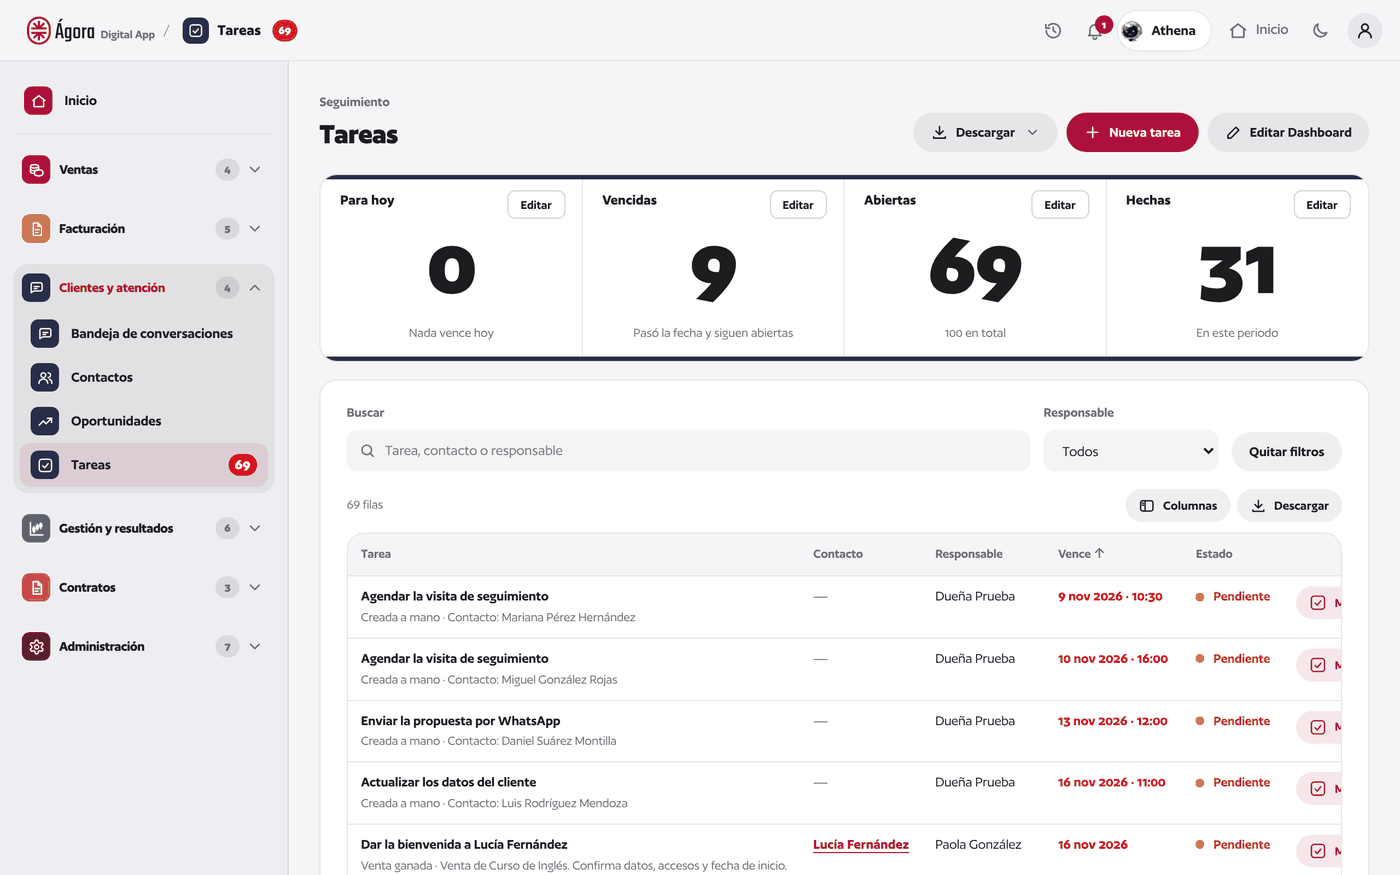 Ágora Digital App / Tareas 69
1
Athena
Inicio
Inicio
Ventas 4
Facturación 5
Clientes y atención 4
Bandeja de conversaciones
Contactos
Oportunidades
Tareas 69
Gestión y resultados 6
Contratos 3
Administración 7
Seguimiento
Tareas
Descargar
Nueva tarea
Editar Dashboard
Para hoy Editar
0
Nada vence hoy
Vencidas Editar
9
Pasó la fecha y siguen abiertas
Abiertas Editar
69
100 en total
Hechas Editar
31
En este periodo
Buscar
Tarea, contacto o responsable
Responsable
Todos
Quitar filtros
69 filas
Columnas
Descargar
Tarea Contacto Responsable Vence ↑ Estado
Agendar la visita de seguimiento — Dueña Prueba 9 nov 2026 · 10:30 Pendiente
Creada a mano · Contacto: Mariana Pérez Hernández
Agendar la visita de seguimiento — Dueña Prueba 10 nov 2026 · 16:00 Pendiente
Creada a mano · Contacto: Miguel González Rojas
Enviar la propuesta por WhatsApp — Dueña Prueba 13 nov 2026 · 12:00 Pendiente
Creada a mano · Contacto: Daniel Suárez Montilla
Actualizar los datos del cliente — Dueña Prueba 16 nov 2026 · 11:00 Pendiente
Creada a mano · Contacto: Luis Rodríguez Mendoza
Dar la bienvenida a Lucía Fernández Lucía Fernández Paola González 16 nov 2026 Pendiente
Venta ganada · Venta de Curso de Inglés. Confirma datos, accesos y fecha de inicio.